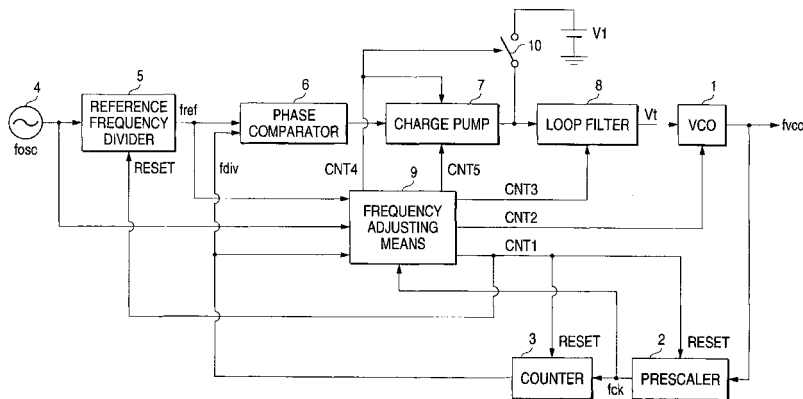 10
V1
4
5
6
7
8
1
REFERENCE
FREQUENCY
DIVIDER
fref
PHASE
COMPARATOR
CHARGE PUMP
LOOP FILTER
Vt
VCO
fvco
fosc
RESET
fdiv
CNT4
9
CNT5
CNT3
FREQUENCY
ADJUSTING
MEANS
CNT2
CNT1
3
RESET
2
RESET
COUNTER
fck
PRESCALER